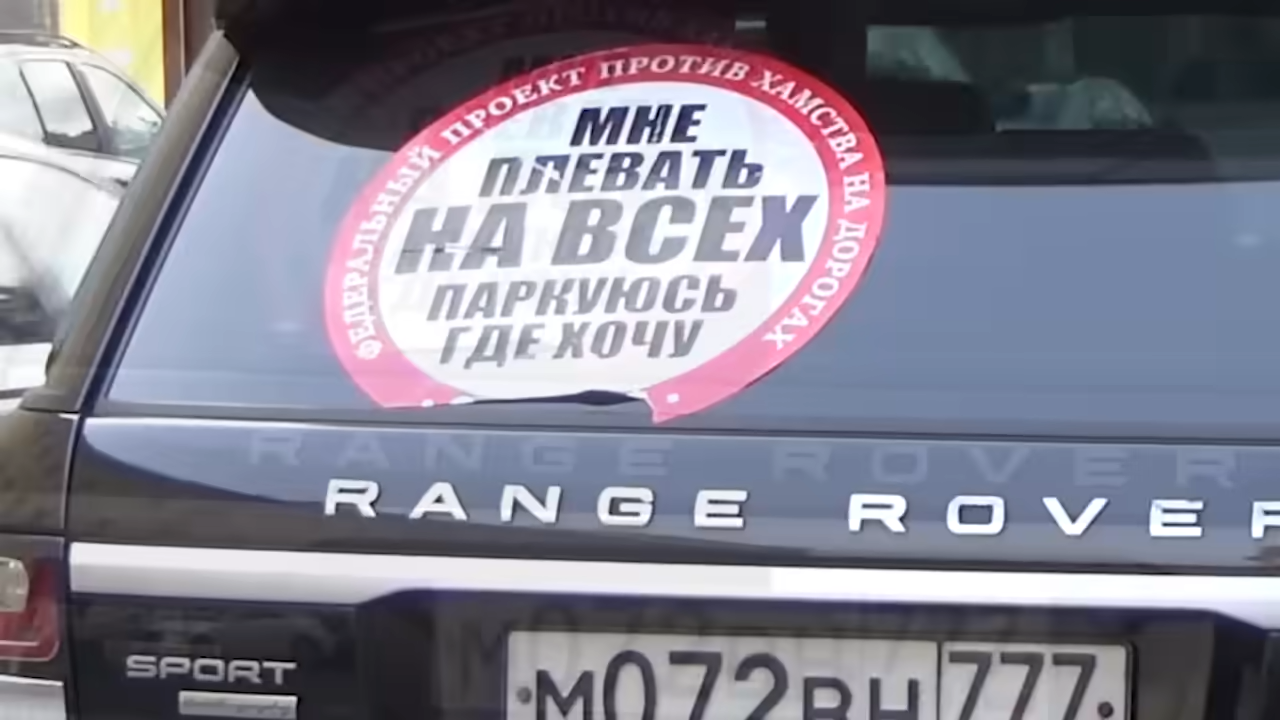 ФЕДЕРАЛЬНЫЙ ПРОЕКТ ПРОТИВ ХАМСТВА НА ДОРОГАХ
МНЕ
ПЛЕВАТЬ
НА ВСЕХ
ПАРКУЮСЬ
ГДЕ ХОЧУ
RANGE ROVER
SPORT
М072ВН 777